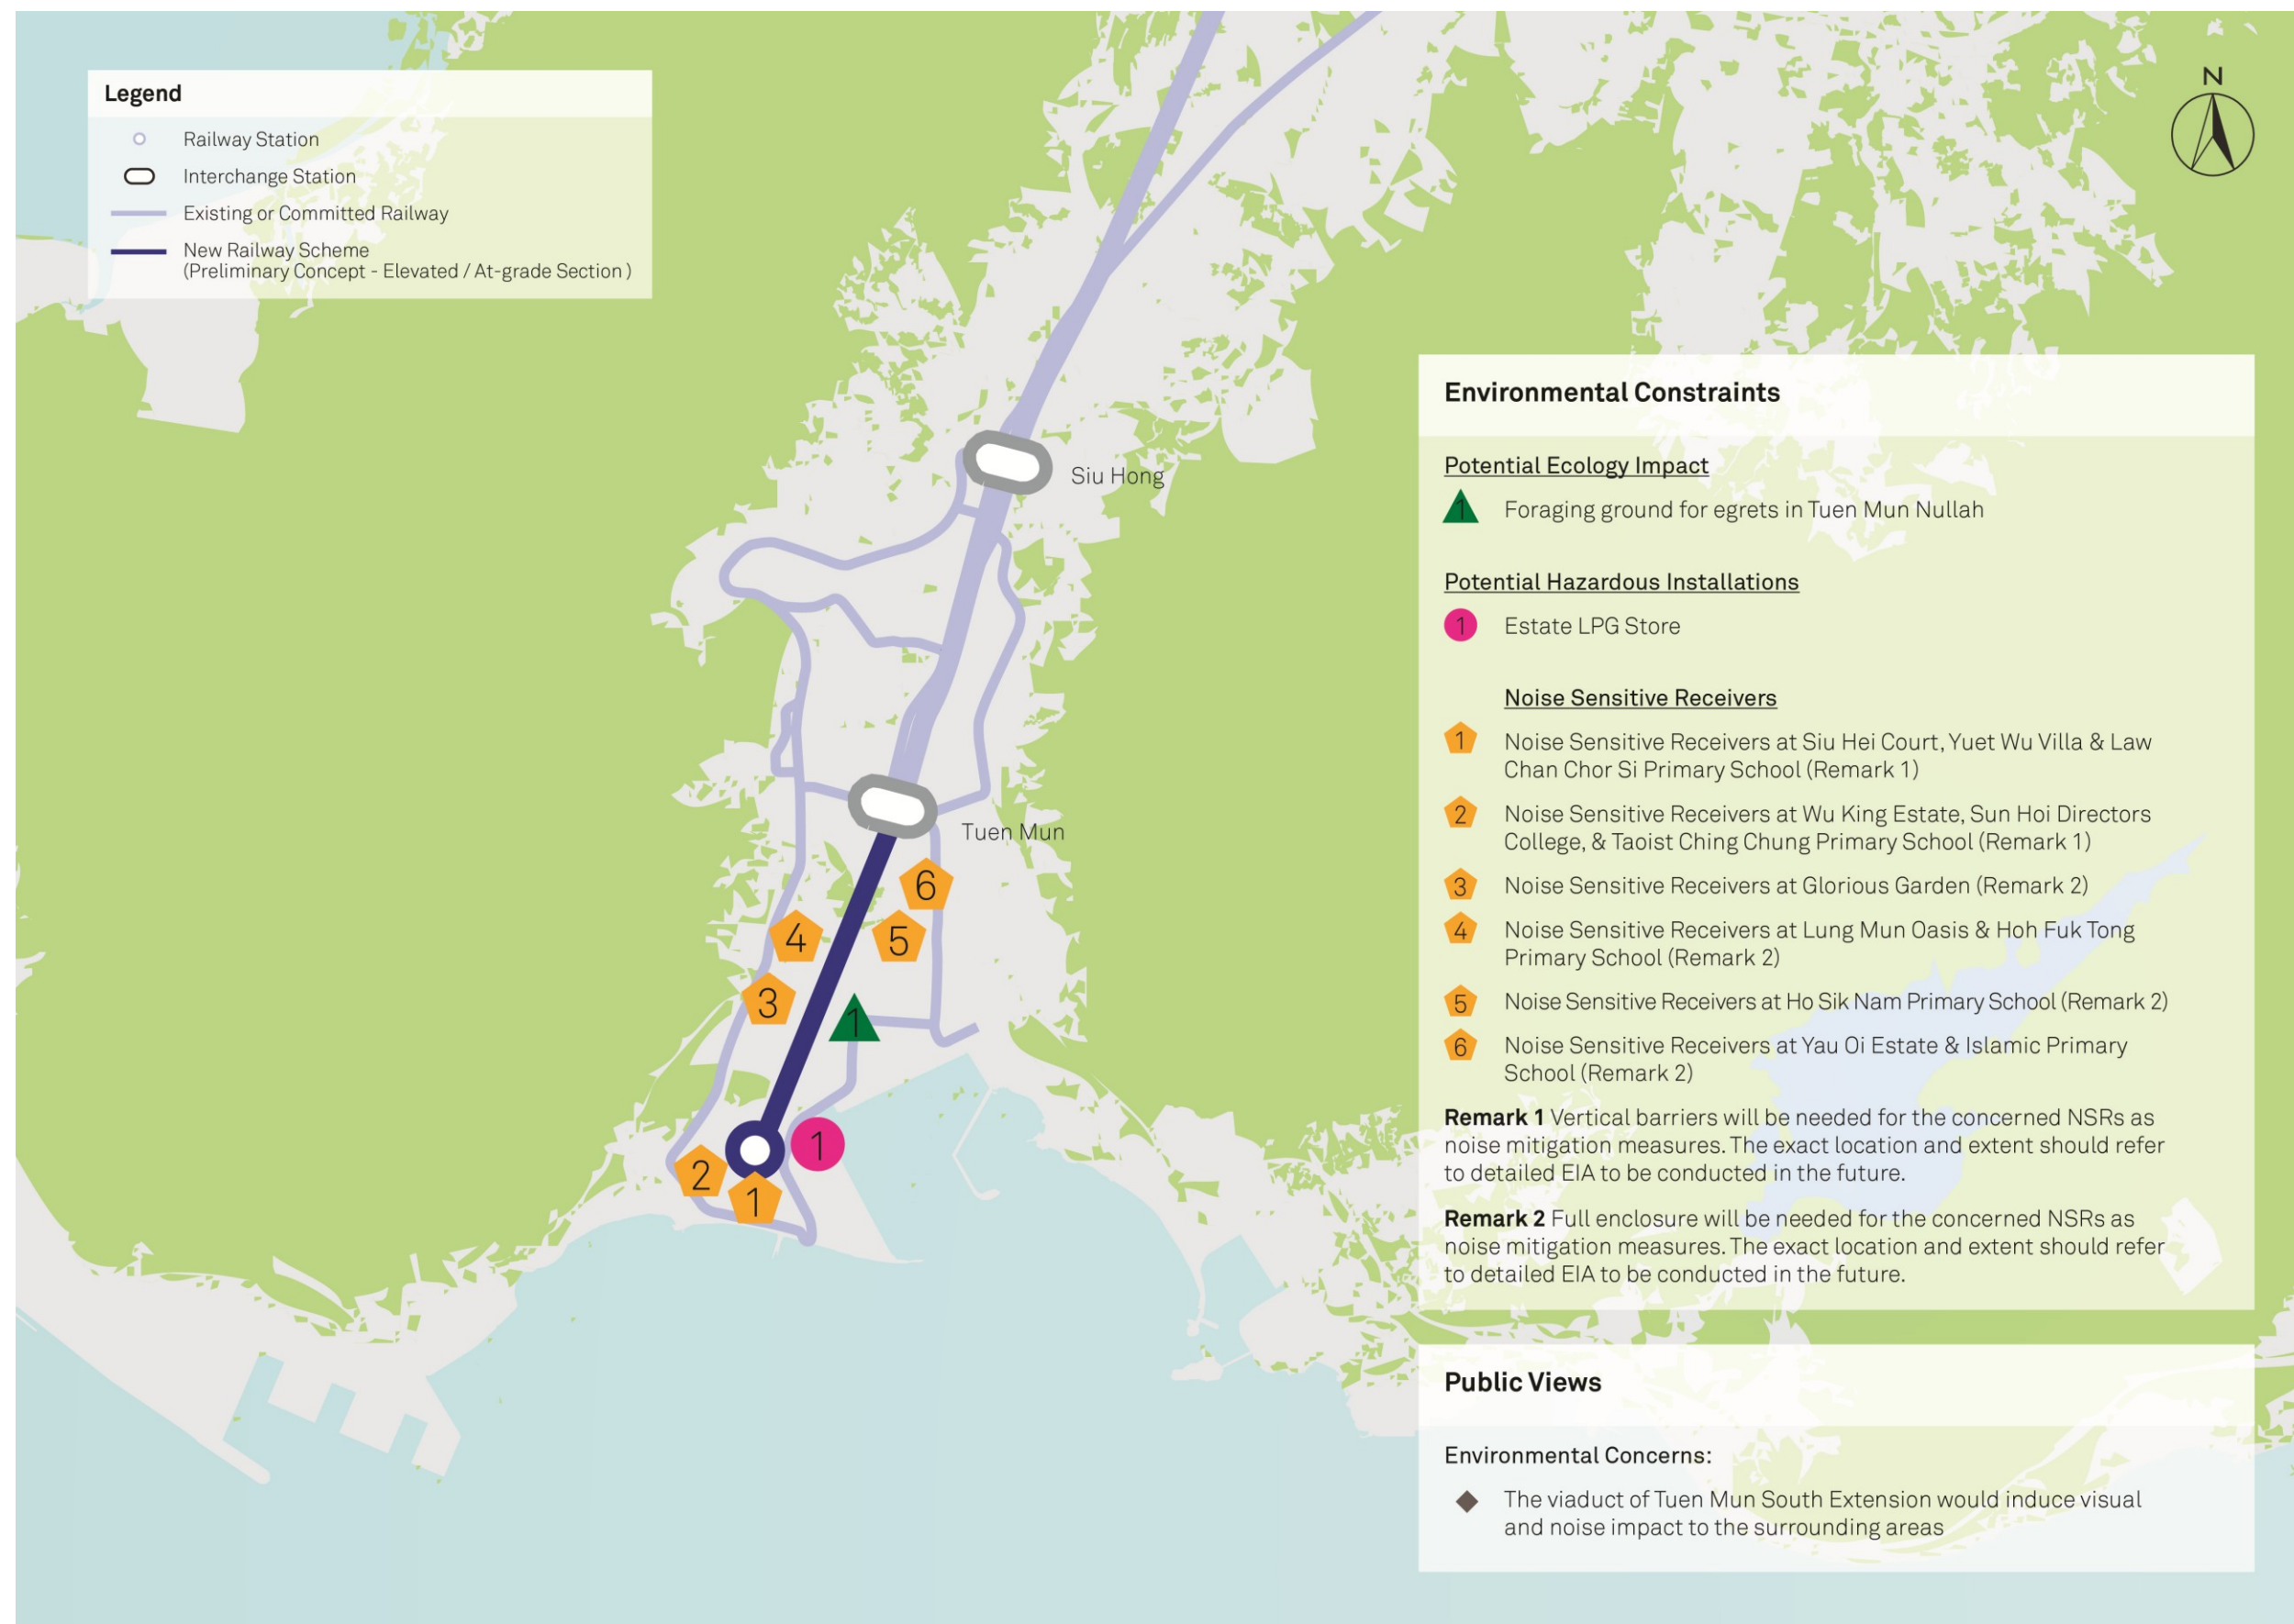 Legend
Railway Station
Interchange Station
Existing or Committed Railway
New Railway Scheme
(Preliminary Concept - Elevated / At-grade Section )
N
Siu Hong
Tuen Mun
6
4
5
3
1
1
2
1
Environmental Constraints
Potential Ecology Impact
1 Foraging ground for egrets in Tuen Mun Nullah
Potential Hazardous Installations
1 Estate LPG Store
Noise Sensitive Receivers
1 Noise Sensitive Receivers at Siu Hei Court, Yuet Wu Villa & Law
Chan Chor Si Primary School (Remark 1)
2 Noise Sensitive Receivers at Wu King Estate, Sun Hoi Directors
College, & Taoist Ching Chung Primary School (Remark 1)
3 Noise Sensitive Receivers at Glorious Garden (Remark 2)
4 Noise Sensitive Receivers at Lung Mun Oasis & Hoh Fuk Tong
Primary School (Remark 2)
5 Noise Sensitive Receivers at Ho Sik Nam Primary School (Remark 2)
6 Noise Sensitive Receivers at Yau Oi Estate & Islamic Primary
School (Remark 2)
Remark 1 Vertical barriers will be needed for the concerned NSRs as
noise mitigation measures. The exact location and extent should refer
to detailed EIA to be conducted in the future.
Remark 2 Full enclosure will be needed for the concerned NSRs as
noise mitigation measures. The exact location and extent should refer
to detailed EIA to be conducted in the future.
Public Views
Environmental Concerns:
The viaduct of Tuen Mun South Extension would induce visual
and noise impact to the surrounding areas